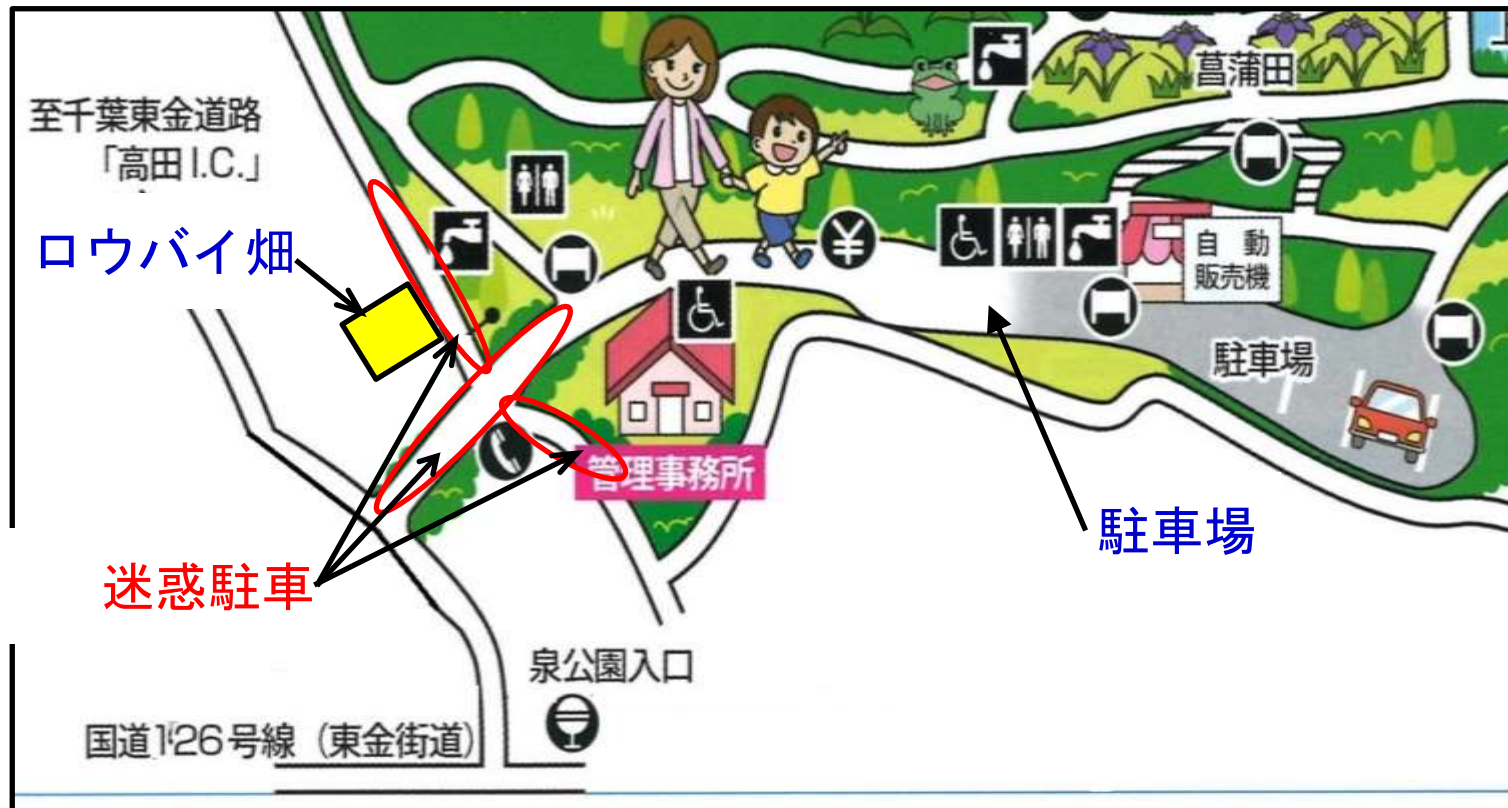 菖蒲田
至千葉東金道路
「高田I.C.」
ロウバイ畑
¥
自 動
販売機
駐車場
管理事務所
駐車場
迷惑駐車
泉公園入口
国道126号線（東金街道）